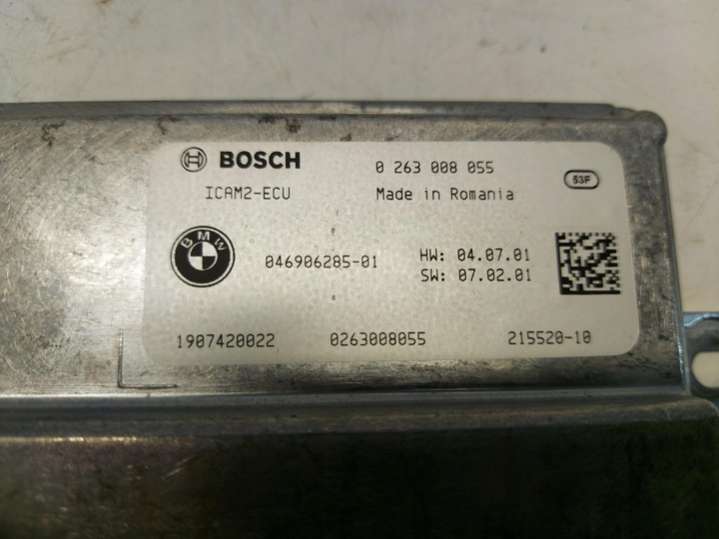 BOSCH 0 263 008 055
ICAM2-ECU Made in Romania 53F
BMW 046906285-01 HW: 04.07.01
SW: 07.02.01
1907420022 0263008055 215520-10